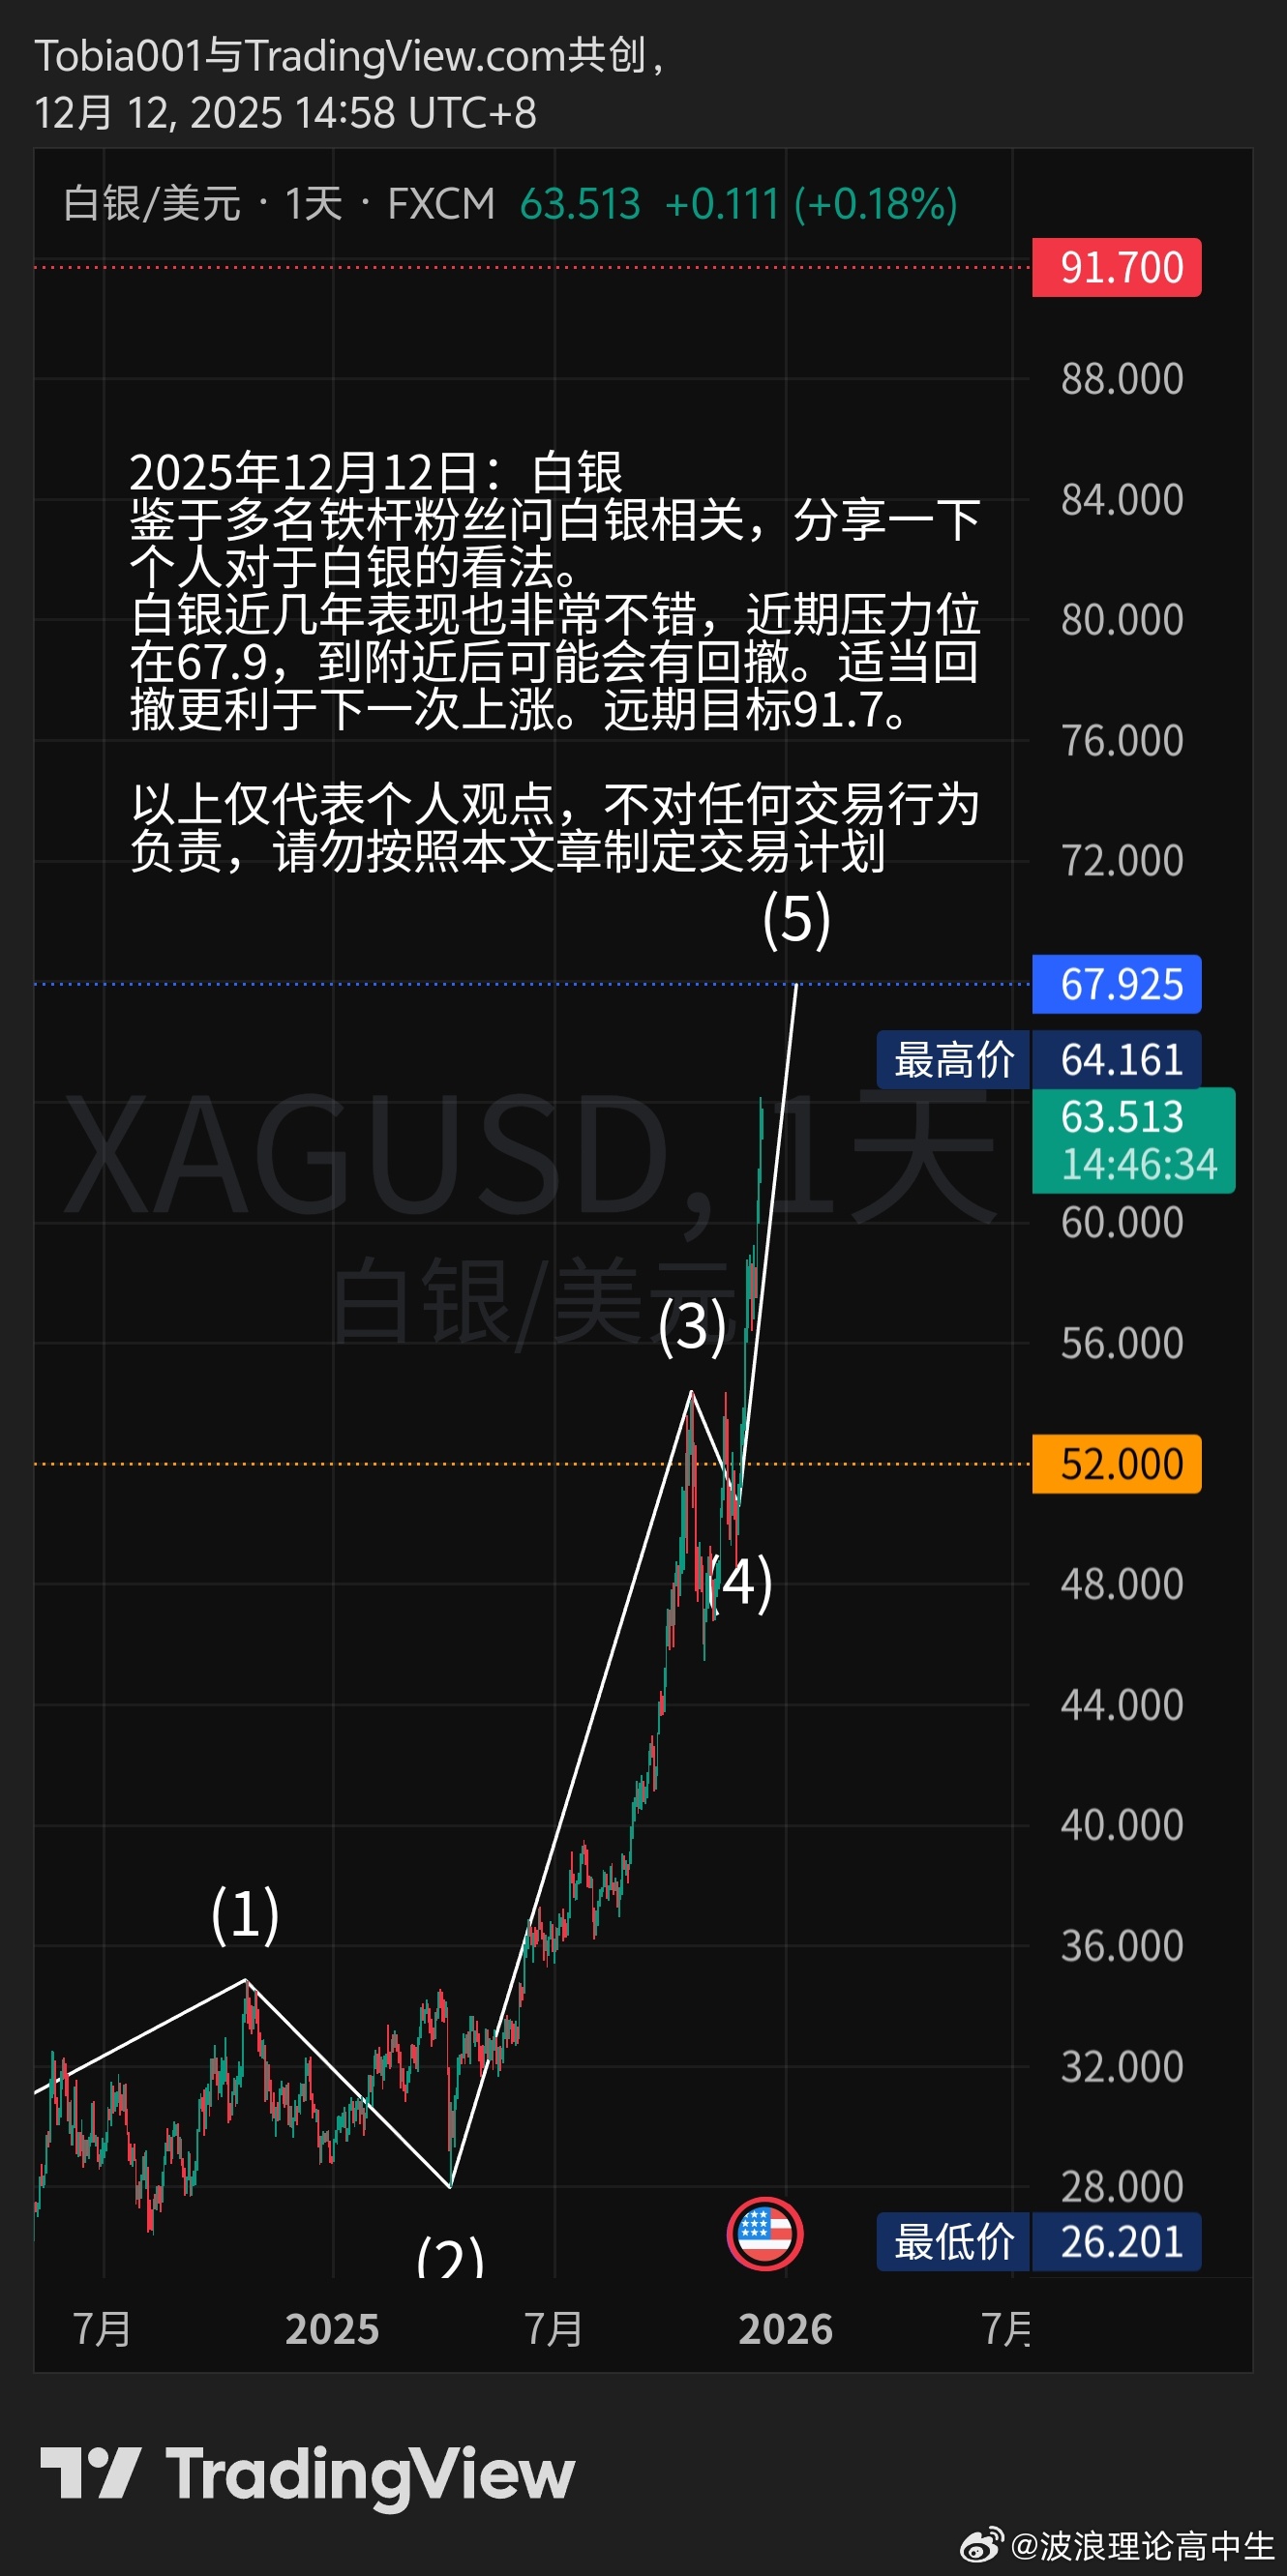 Tobia001与TradingView.com共创，
12月 12, 2025 14:58 UTC+8
白银/美元 · 1天 · FXCM 63.513 +0.111 (+0.18%)
91.700
88.000
2025年12月12日：白银
鉴于多名铁杆粉丝问白银相关，分享一下
个人对于白银的看法。
白银近几年表现也非常不错，近期压力位
在67.9，到附近后可能会有回撤。适当回
撤更利于下一次上涨。远期目标91.7。
以上仅代表个人观点，不对任何交易行为
负责，请勿按照本文章制定交易计划
84.000
80.000
76.000
72.000
(5)
67.925
最高价 64.161
63.513
14:46:34
XAGUSD, 1天
白银/美元
60.000
(3)
56.000
52.000
(4)
48.000
44.000
40.000
(1)
36.000
32.000
28.000
(2)
最低价 26.201
7月 2025 7月 2026 7月
TradingView
@波浪理论高中生